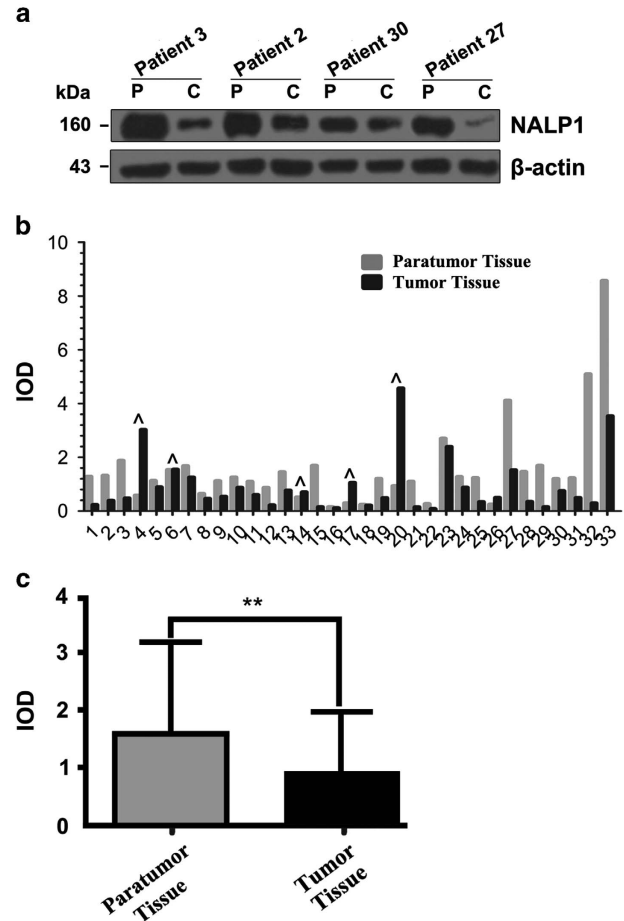 a
Patient 3 Patient 2 Patient 30 Patient 27
kDa P C P C P C P C
160 NALP1
43 β-actin
b
10
8
6
4
2
0
IOD
Paratumor Tissue
Tumor Tissue
^ ^ ^ ^ ^
1 2 3 4 5 6 7 8 9 10 11 12 13 14 15 16 17 18 19 20 21 22 23 24 25 26 27 28 29 30 31 32 33
c
4
3
2
1
0
IOD
**
Paratumor
Tissue
Tumor
Tissue